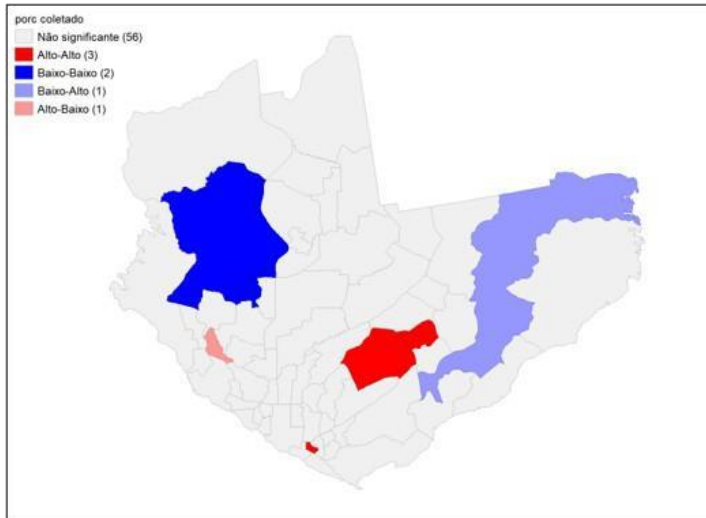 porc coletado
Não significante (56)
Alto-Alto (3)
Baixo-Baixo (2)
Baixo-Alto (1)
Alto-Baixo (1)